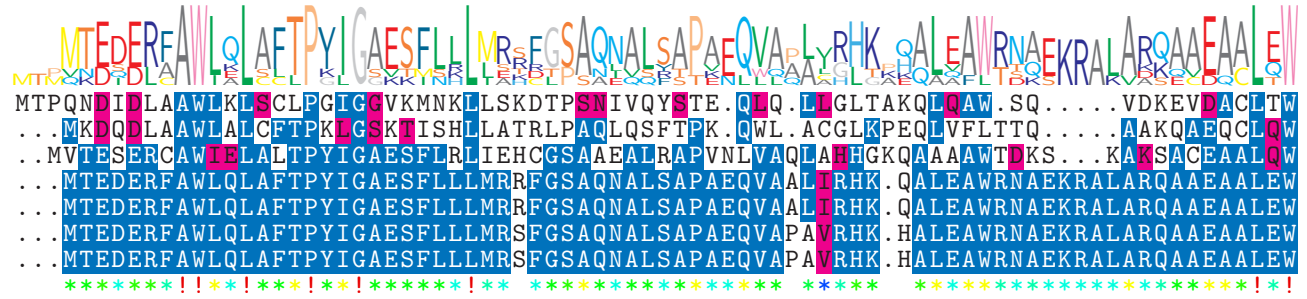 MTPQNDIDLAAWLKLSCLPGIGGVKMNKLLSKDTPSNIVQYSTE.QLQ.LLGLTAKQLQAW.SQ.....VDKEVDACLTW
...MKDQDLAAWLALCFTPKLGSKTISHLLATRLPAQLQSFTPK.QWL.ACGLKPEQLVFLTTQ.....AAKQAEQCLQW
..MVTESERCAWIELALTPYIGAESFLRLIEHCGSAAEALRAPVNLVAQLAHHGKQAAAAWTDKS...KAKSACEAALQW
...MTEDERFAWLQLAFTPYIGAESFLLLMRRFGSAQNALSAPAEQVAALIRHK.QALEAWRNAEKRALARQAAEAALEW
...MTEDERFAWLQLAFTPYIGAESFLLLMRRFGSAQNALSAPAEQVAALIRHK.QALEAWRNAEKRALARQAAEAALEW
...MTEDERFAWLQLAFTPYIGAESFLLLMRSFGSAQNALSAPAEQVAPAVRHK.HALEAWRNAEKRALARQAAEAALEW
...MTEDERFAWLQLAFTPYIGAESFLLLMRSFGSAQNALSAPAEQVAPAVRHK.HALEAWRNAEKRALARQAAEAALEW